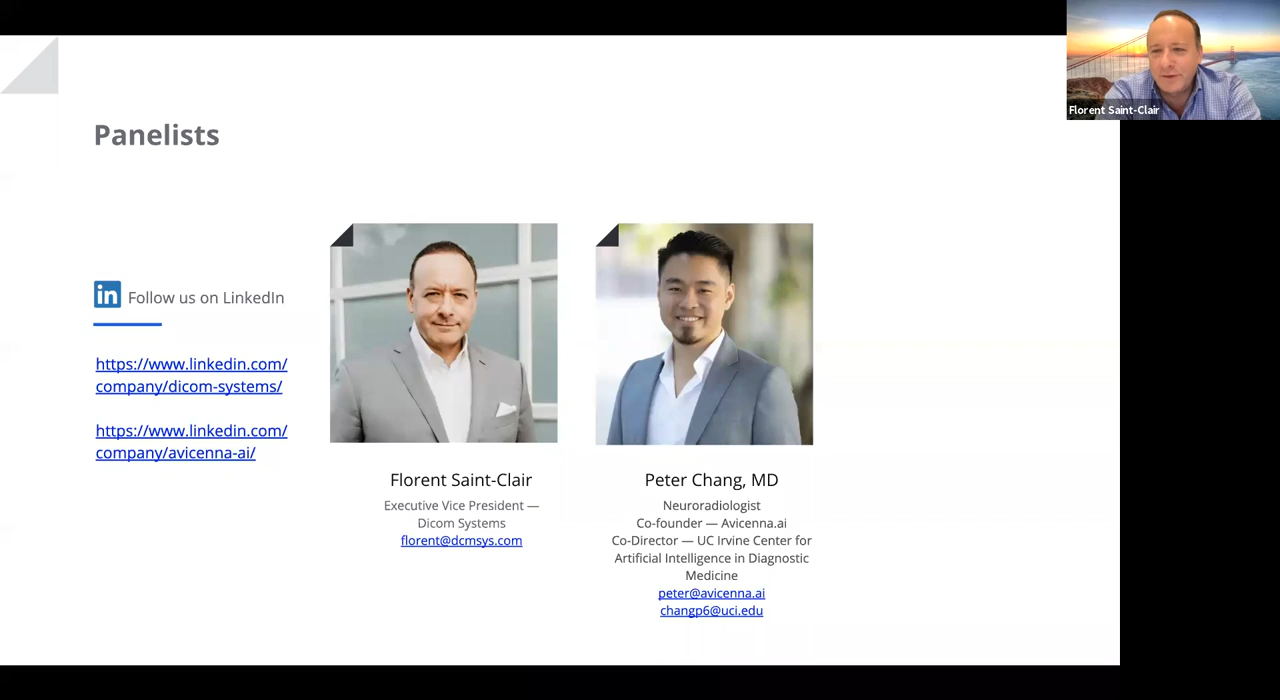 Florent Saint-Clair
Panelists
in Follow us on LinkedIn
https://www.linkedin.com/
company/dicom-systems/
https://www.linkedin.com/
company/avicenna-ai/
Florent Saint-Clair
Executive Vice President —
Dicom Systems
florent@dcmsys.com
Peter Chang, MD
Neuroradiologist
Co-founder — Avicenna.ai
Co-Director — UC Irvine Center for
Artificial Intelligence in Diagnostic
Medicine
peter@avicenna.ai
changp6@uci.edu